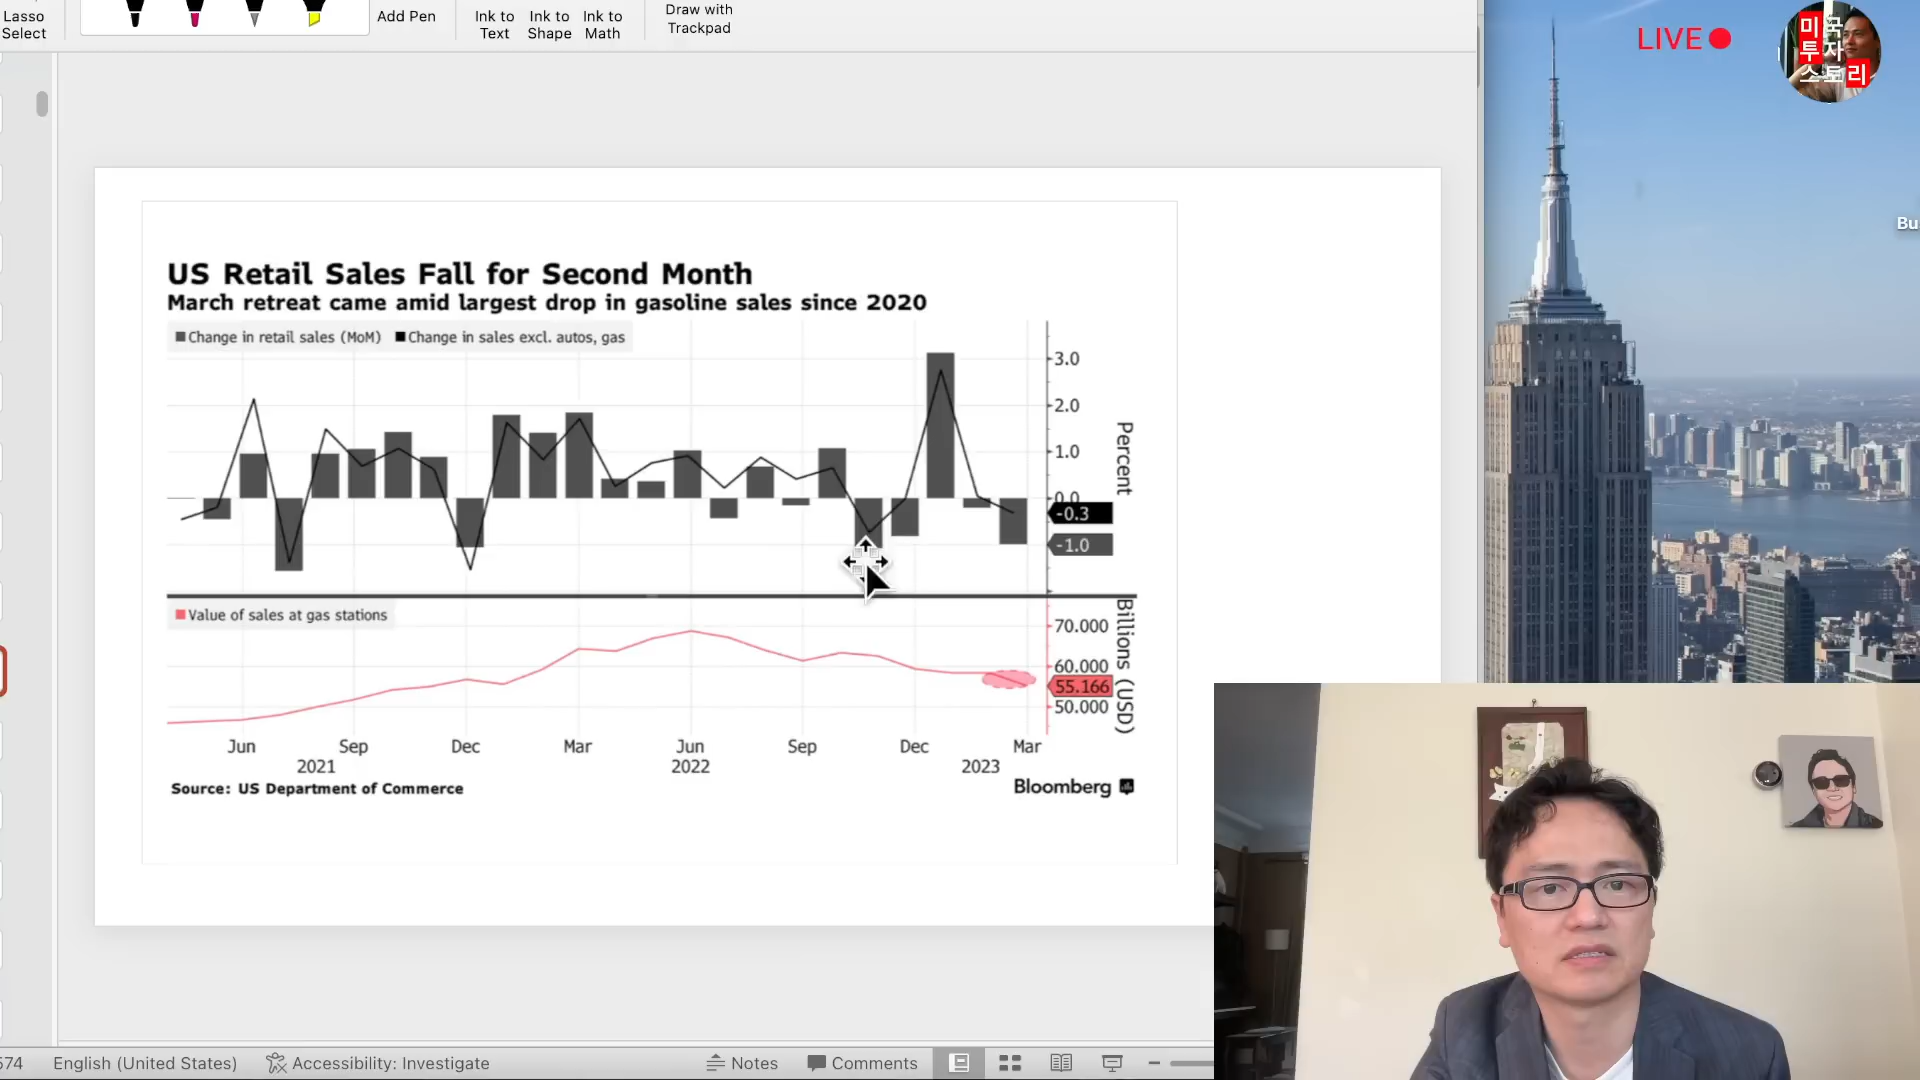 Lasso
Select
Add Pen
Ink to
Text
Ink to
Shape
Ink to
Math
Draw with
Trackpad
LIVE
미국
투자
스토리
Bu
US Retail Sales Fall for Second Month
March retreat came amid largest drop in gasoline sales since 2020
Change in retail sales (MoM) Change in sales excl. autos, gas
3.0
2.0
1.0
0.0
-0.3
-1.0
Percent
Value of sales at gas stations
70.000
60.000
55.166
50.000
Billions (USD)
Jun Sep Dec Mar Jun Sep Dec Mar
2021 2022 2023
Source: US Department of Commerce
Bloomberg
574 English (United States) Accessibility: Investigate Notes Comments